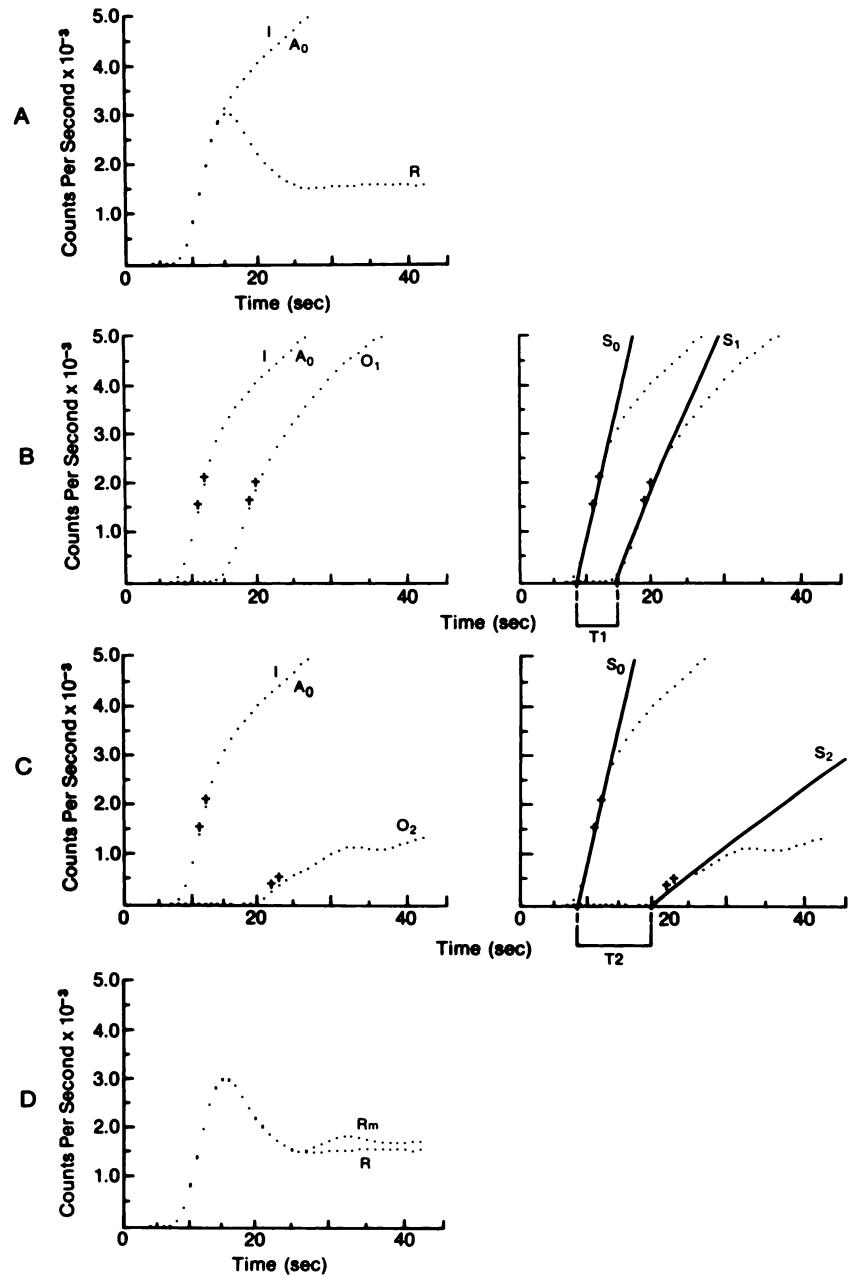 A
Counts Per Second x 10⁻³
5.0
4.0
3.0
2.0
1.0
I
A₀
R
0 20 40
Time (sec)
B
Counts Per Second x 10⁻³
5.0
4.0
3.0
2.0
1.0
I
A₀
O₁
0 20 40
S₀
S₁
0 20 40
Time (sec)
T1
C
Counts Per Second x 10⁻³
5.0
4.0
3.0
2.0
1.0
I
A₀
O₂
0 20 40
S₀
S₂
0 20 40
Time (sec)
T2
D
Counts Per Second x 10⁻³
5.0
4.0
3.0
2.0
1.0
Rm
R
0 20 40
Time (sec)